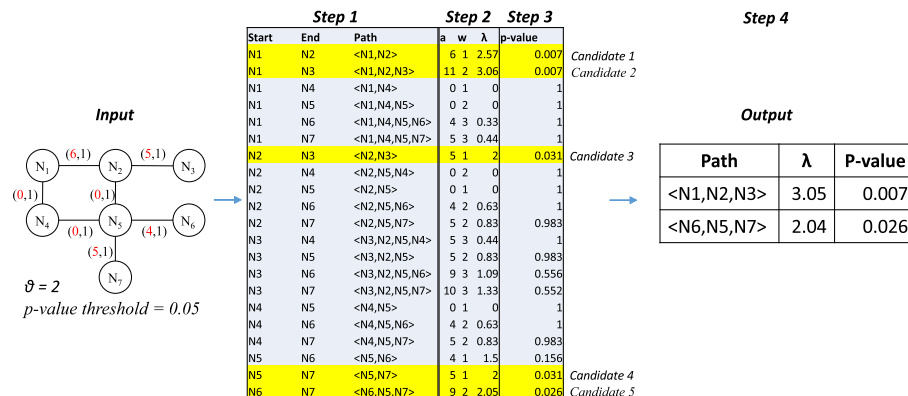 Step 1 Step 2 Step 3 Step 4
Start End Path a w λ p-value
N1 N2 <N1,N2> 6 1 2.57 0.007 Candidate 1
N1 N3 <N1,N2,N3> 11 2 3.06 0.007 Candidate 2
N1 N4 <N1,N4> 0 1 0 1
N1 N5 <N1,N4,N5> 0 2 0 1
N1 N6 <N1,N4,N5,N6> 4 3 0.33 1
N1 N7 <N1,N4,N5,N7> 5 3 0.44 1
N2 N3 <N2,N3> 5 1 2 0.031 Candidate 3
N2 N4 <N2,N5,N4> 0 2 0 1
N2 N5 <N2,N5> 0 1 0 1
N2 N6 <N2,N5,N6> 4 2 0.63 1
N2 N7 <N2,N5,N7> 5 2 0.83 0.983
N3 N4 <N3,N2,N5,N4> 5 3 0.44 1
N3 N5 <N3,N2,N5> 5 2 0.83 0.983
N3 N6 <N3,N2,N5,N6> 9 3 1.09 0.556
N3 N7 <N3,N2,N5,N7> 10 3 1.33 0.552
N4 N5 <N4,N5> 0 1 0 1
N4 N6 <N4,N5,N6> 4 2 0.63 1
N4 N7 <N4,N5,N7> 5 2 0.83 0.983
N5 N6 <N5,N6> 4 1 1.5 0.156
N5 N7 <N5,N7> 5 1 2 0.031 Candidate 4
N6 N7 <N6,N5,N7> 9 2 2.05 0.026 Candidate 5
Input
(6,1) (5,1)
N1 N2 N3
(0,1) (0,1)
N4 N5 N6
(0,1) (4,1)
(5,1)
N7
ϑ = 2
p-value threshold = 0.05
Output
Path λ P-value
<N1,N2,N3> 3.05 0.007
<N6,N5,N7> 2.04 0.026